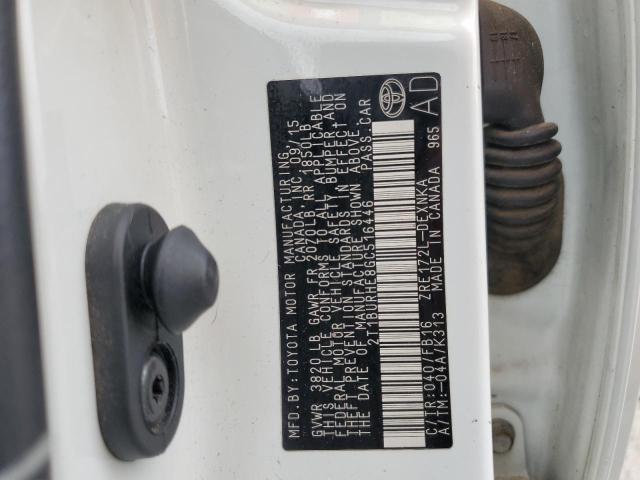 MFD. BY: TOYOTA MOTOR MANUFACTURING
CANADA INC. 09/15
GVWR 3820 LB GAWR FR 2070 LB RR 1850 LB
THIS VEHICLE CONFORMS TO ALL APPLICABLE
FEDERAL MOTOR VEHICLE SAFETY, BUMPER AND
THEFT PREVENTION STANDARDS IN EFFECT ON
THE DATE OF MANUFACTURE SHOWN ABOVE.
2T1BURHE8GC516446 PASS.CAR
C/TR:040/FB16 ZRE172L-DEXNKA
A/TM:-04A/K313 MADE IN CANADA 965
AD